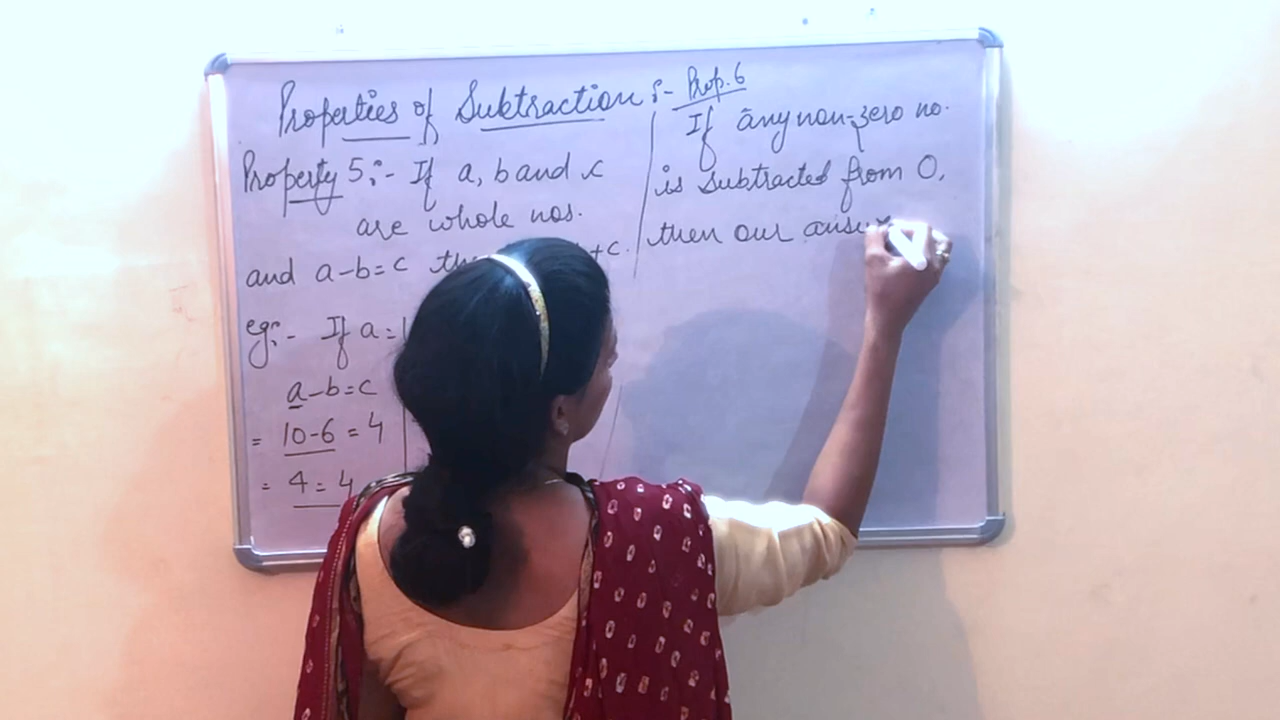 Properties of Subtraction :- Prop. 6
Property 5:- If a, b and c
are whole nos.
and a-b=c +c.
eg:- If a=1
a-b=c
= 10-6 = 4
= 4 = 4
If any non-zero no.
is subtracted from 0,
then our